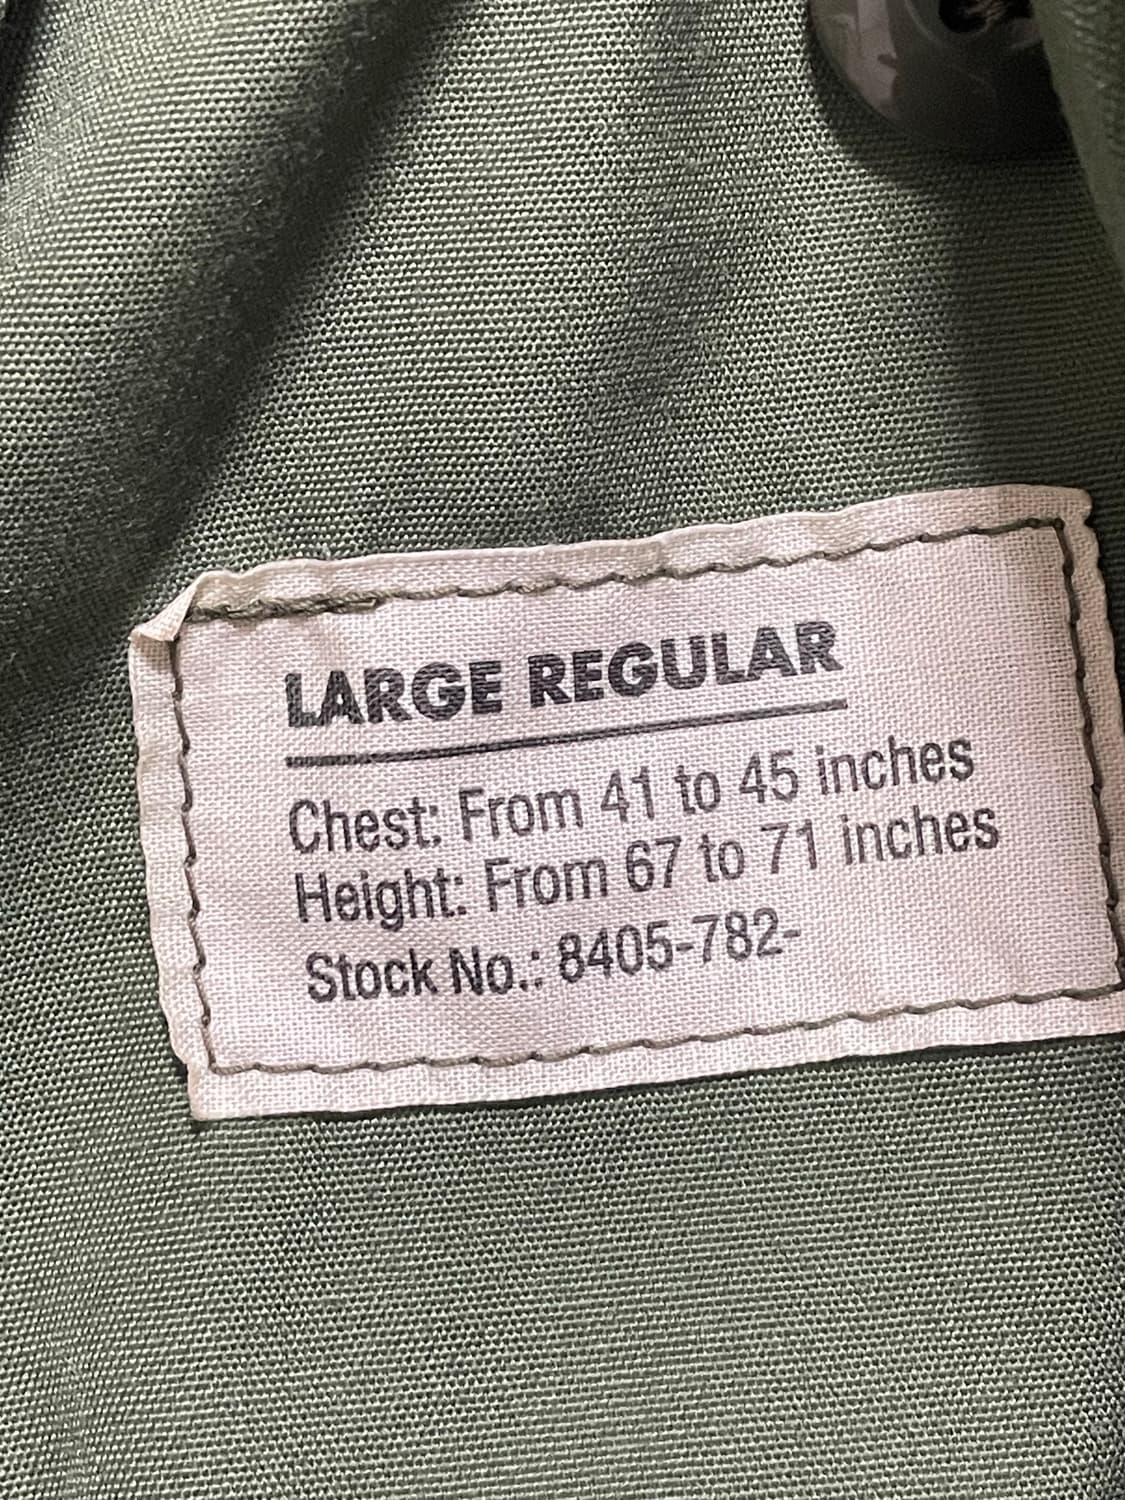 LARGE REGULAR
Chest: From 41 to 45 inches
Height: From 67 to 71 inches
Stock No.: 8405-782-